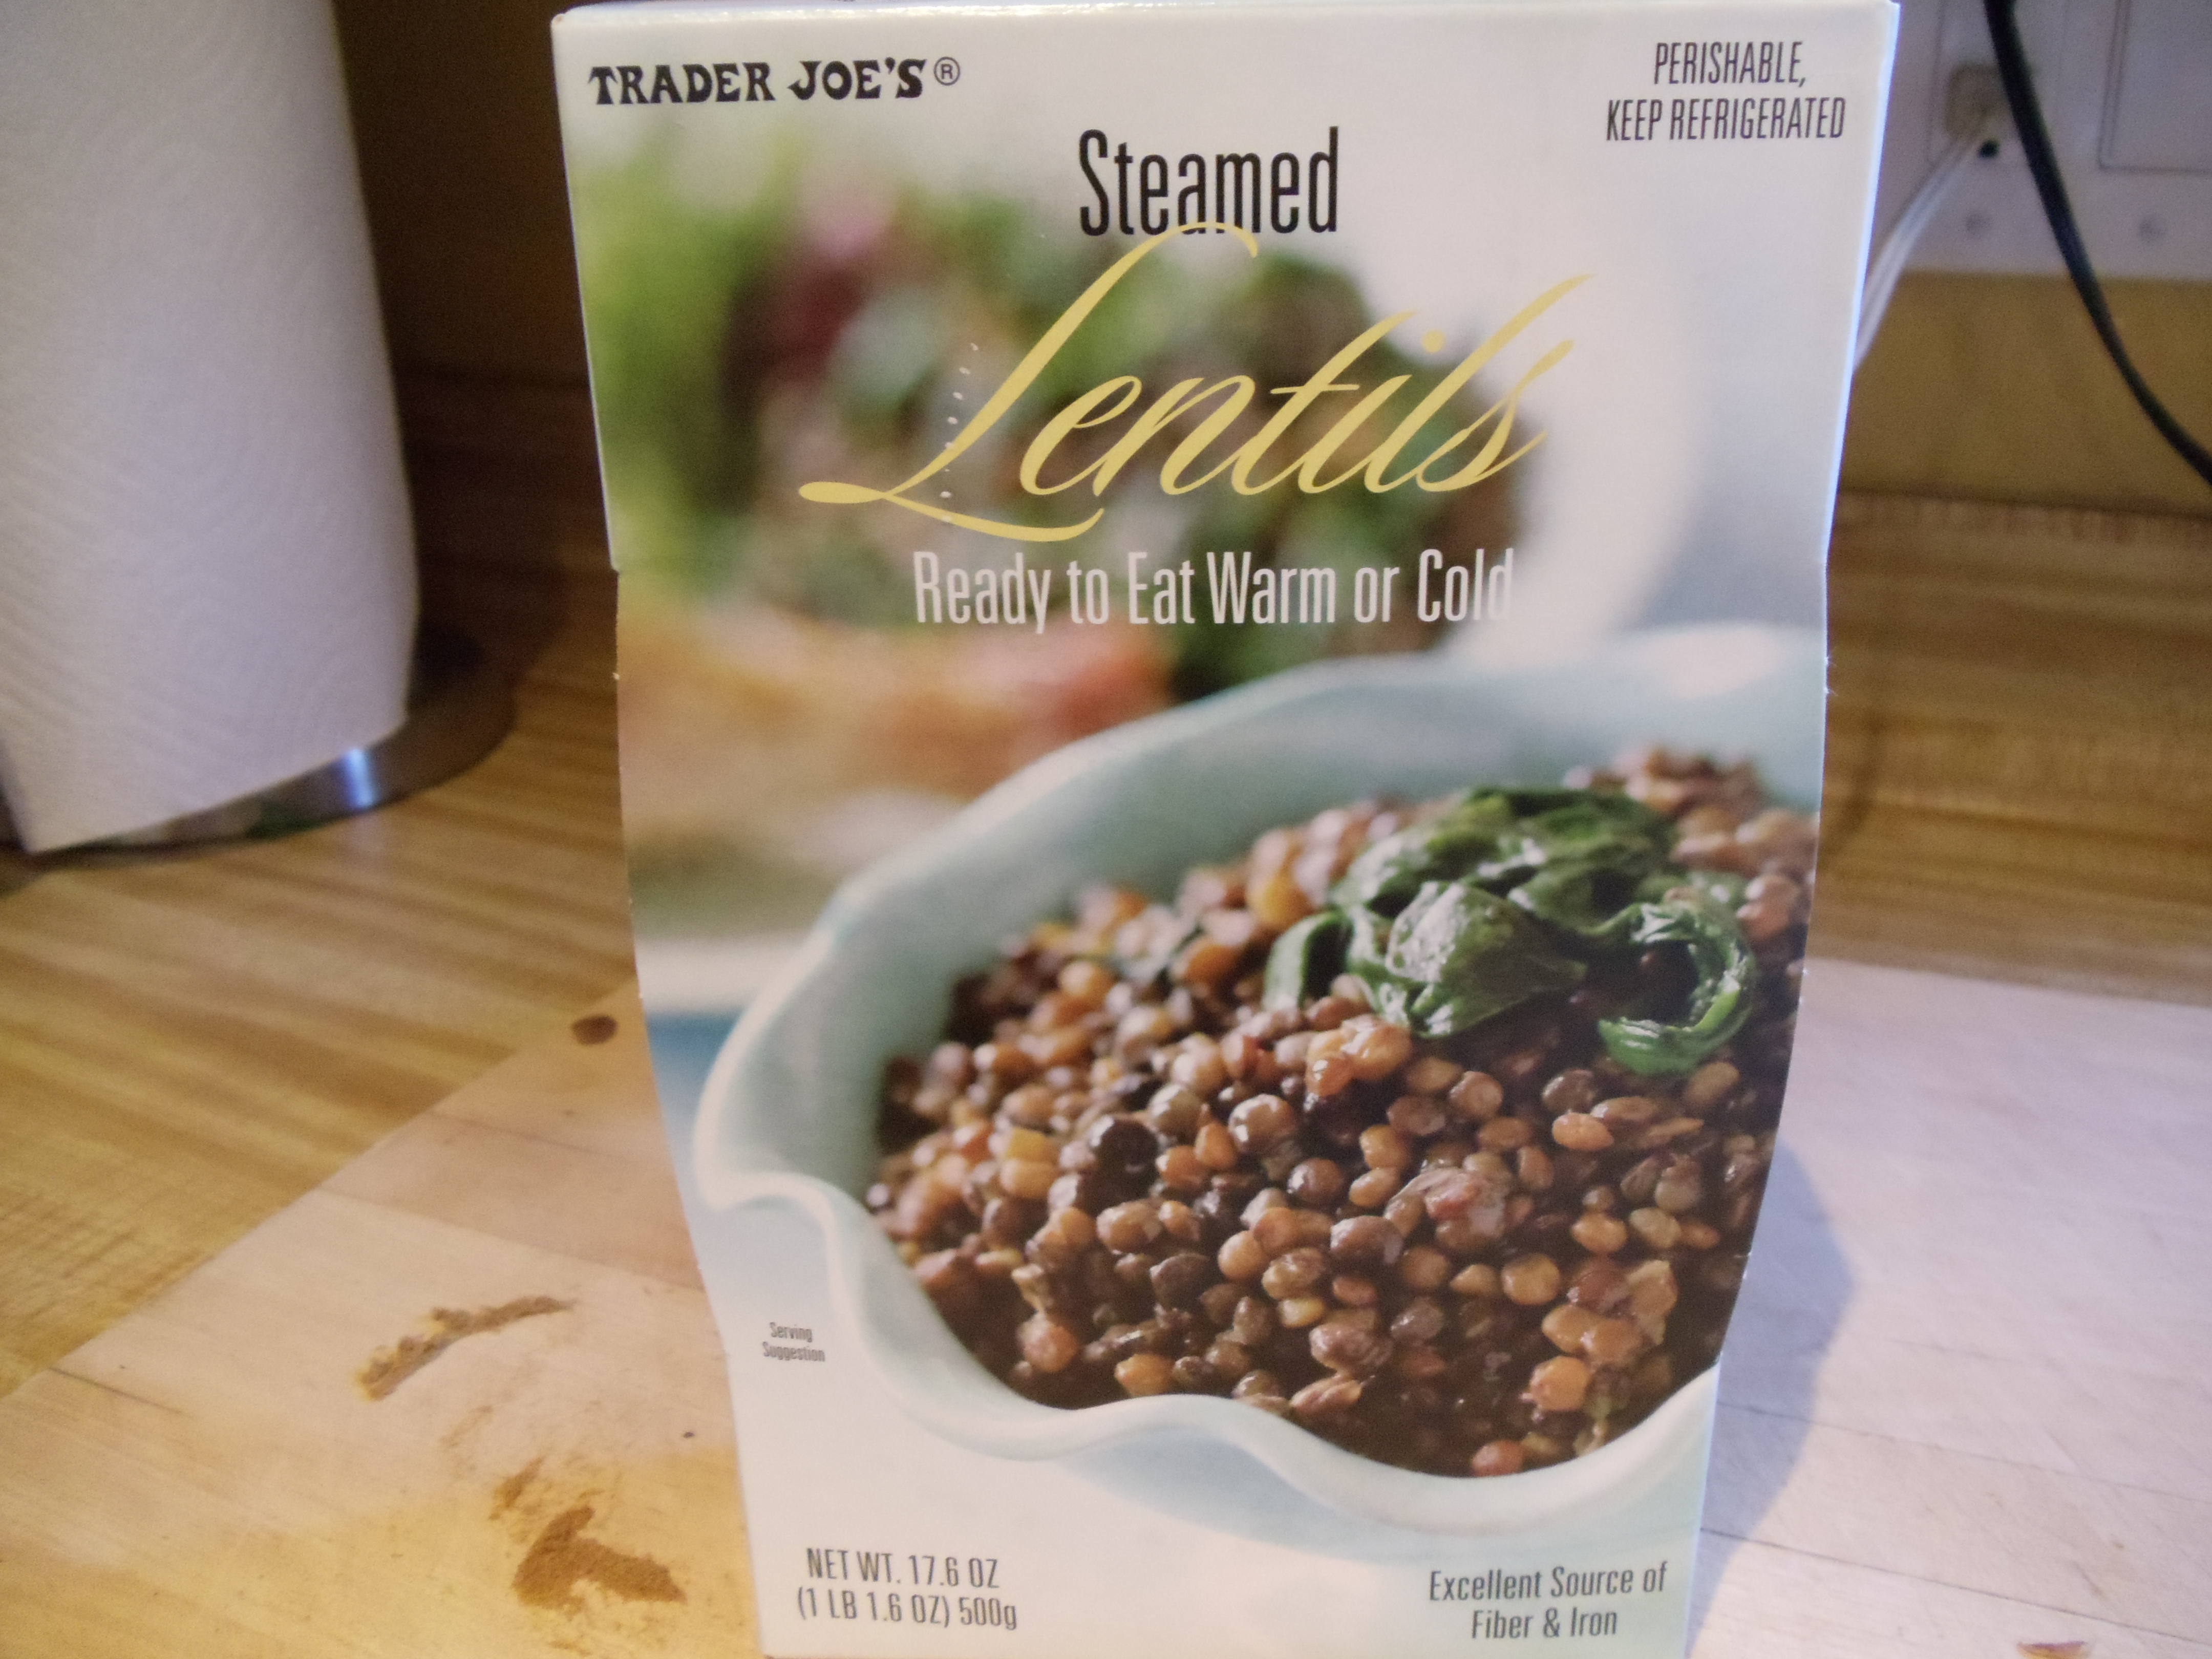 TRADER JOE'S®
PERISHABLE,
KEEP REFRIGERATED
Steamed
Lentils
Ready to Eat Warm or Cold
Serving
Suggestion
NET WT. 17.6 OZ
(1 LB 1.6 OZ) 500g
Excellent Source of
Fiber & Iron